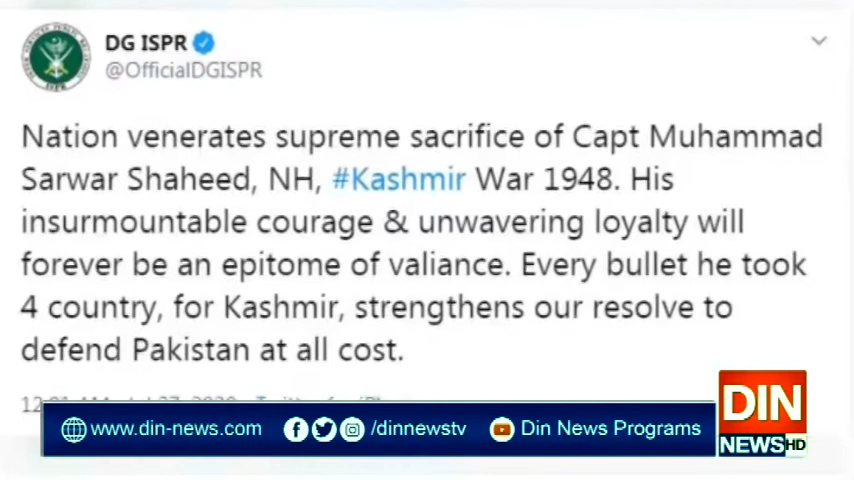 DG ISPR
@OfficialDGISPR
Nation venerates supreme sacrifice of Capt Muhammad
Sarwar Shaheed, NH, #Kashmir War 1948. His
insurmountable courage & unwavering loyalty will
forever be an epitome of valiance. Every bullet he took
4 country, for Kashmir, strengthens our resolve to
defend Pakistan at all cost.
www.din-news.com /dinnewstv Din News Programs
DIN
NEWS HD